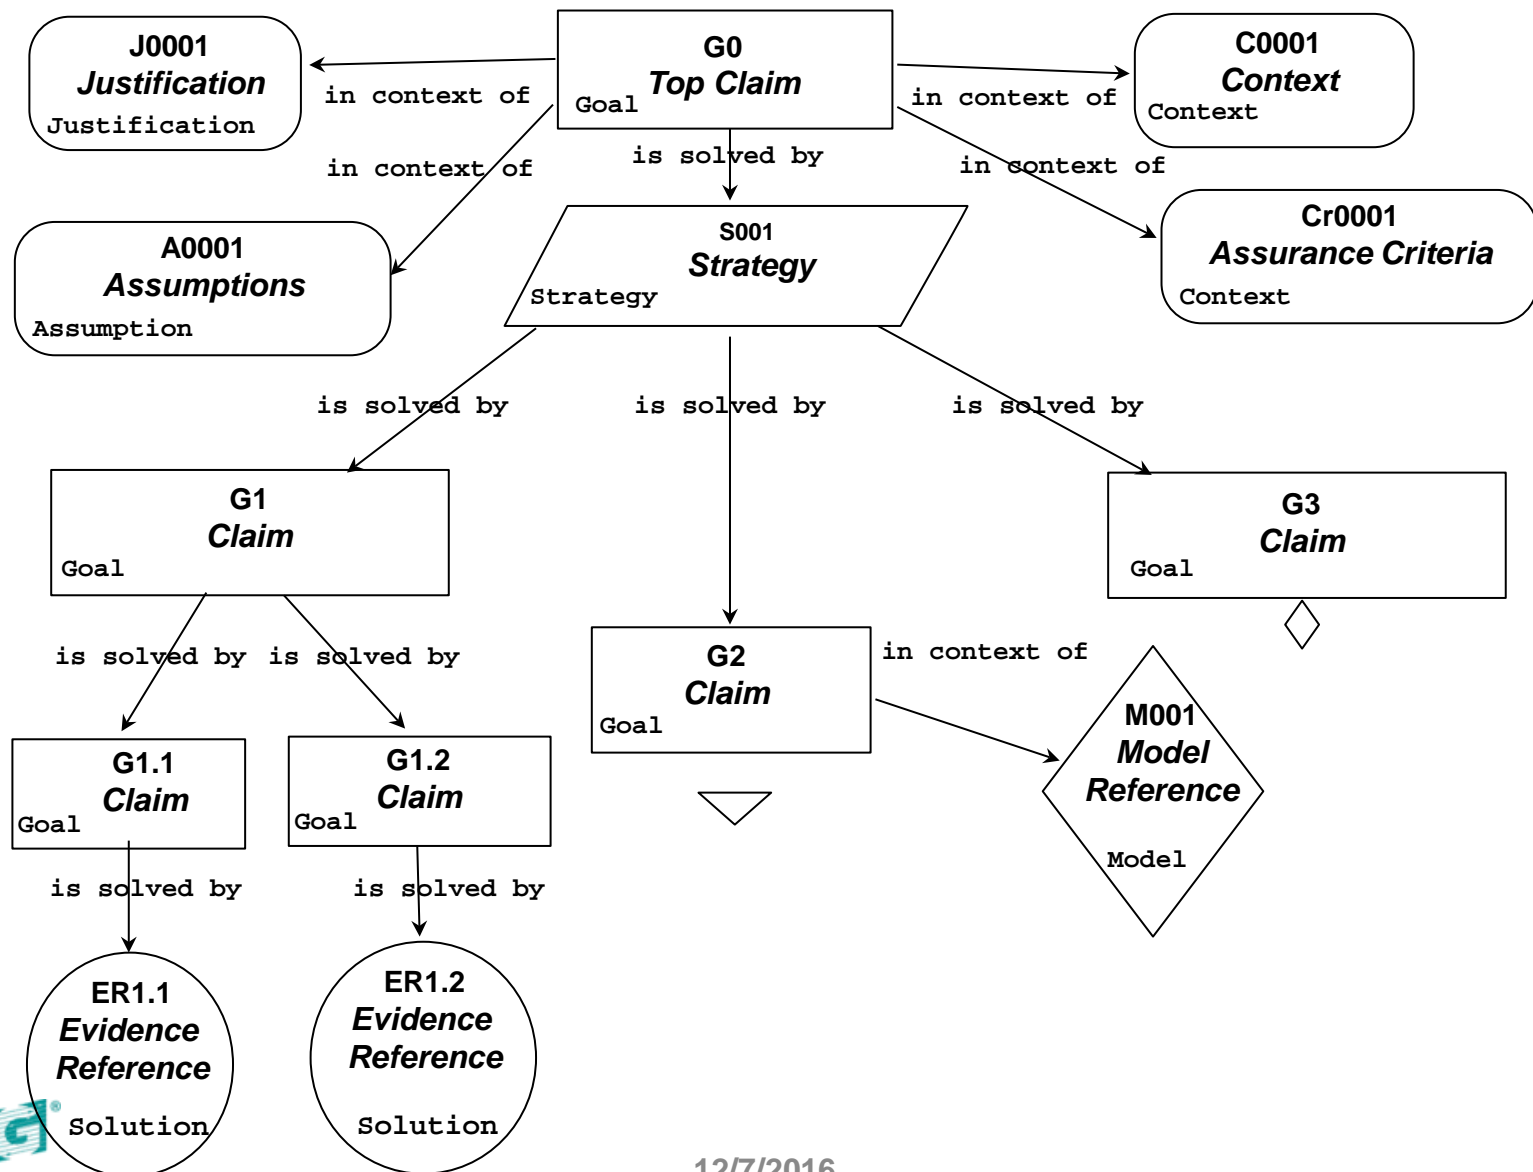 J0001
Justification
Justification
in context of
G0
Top Claim
Goal
in context of
C0001
Context
Context
in context of
is solved by
in context of
A0001
Assumptions
Assumption
S001
Strategy
Strategy
Cr0001
Assurance Criteria
Context
is solved by
is solved by
is solved by
G1
Claim
Goal
G3
Claim
Goal
is solved by
is solved by
G2
Claim
Goal
in context of
M001
Model
Reference
Model
G1.1
Claim
Goal
G1.2
Claim
Goal
is solved by
is solved by
ER1.1
Evidence
Reference
Solution
ER1.2
Evidence
Reference
Solution
G®
12/7/2016